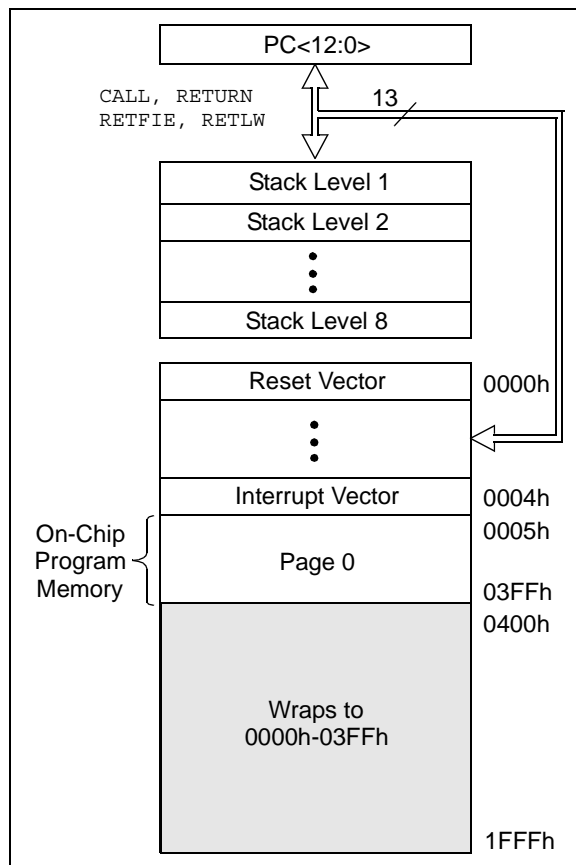 PC<12:0>
CALL, RETURN
RETFIE, RETLW
13
Stack Level 1
Stack Level 2
Stack Level 8
Reset Vector
0000h
Interrupt Vector
0004h
On-Chip
Program
Memory
Page 0
0005h
03FFh
0400h
Wraps to
0000h-03FFh
1FFFh